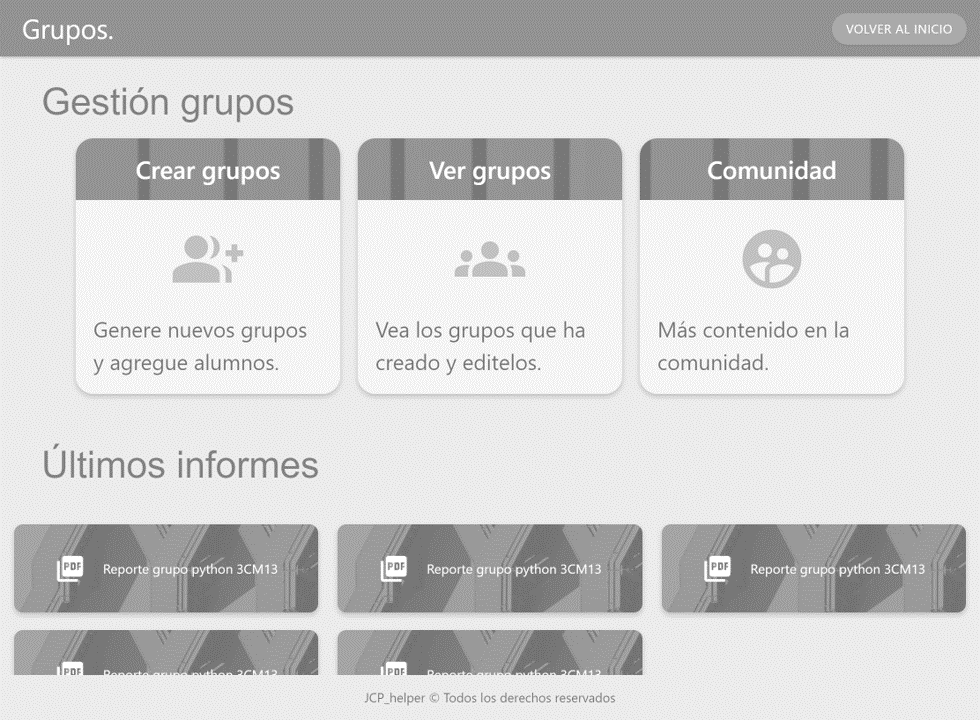 Grupos.
VOLVER AL INICIO
Gestión grupos
Crear grupos
Ver grupos
Comunidad
Genere nuevos grupos
y agregue alumnos.
Vea los grupos que ha
creado y editelos.
Más contenido en la
comunidad.
Últimos informes
PDF
Reporte grupo python 3CM13
PDF
Reporte grupo python 3CM13
PDF
Reporte grupo python 3CM13
PDF
Reporte grupo python 3CM13
PDF
Reporte grupo python 3CM13
JCP_helper © Todos los derechos reservados